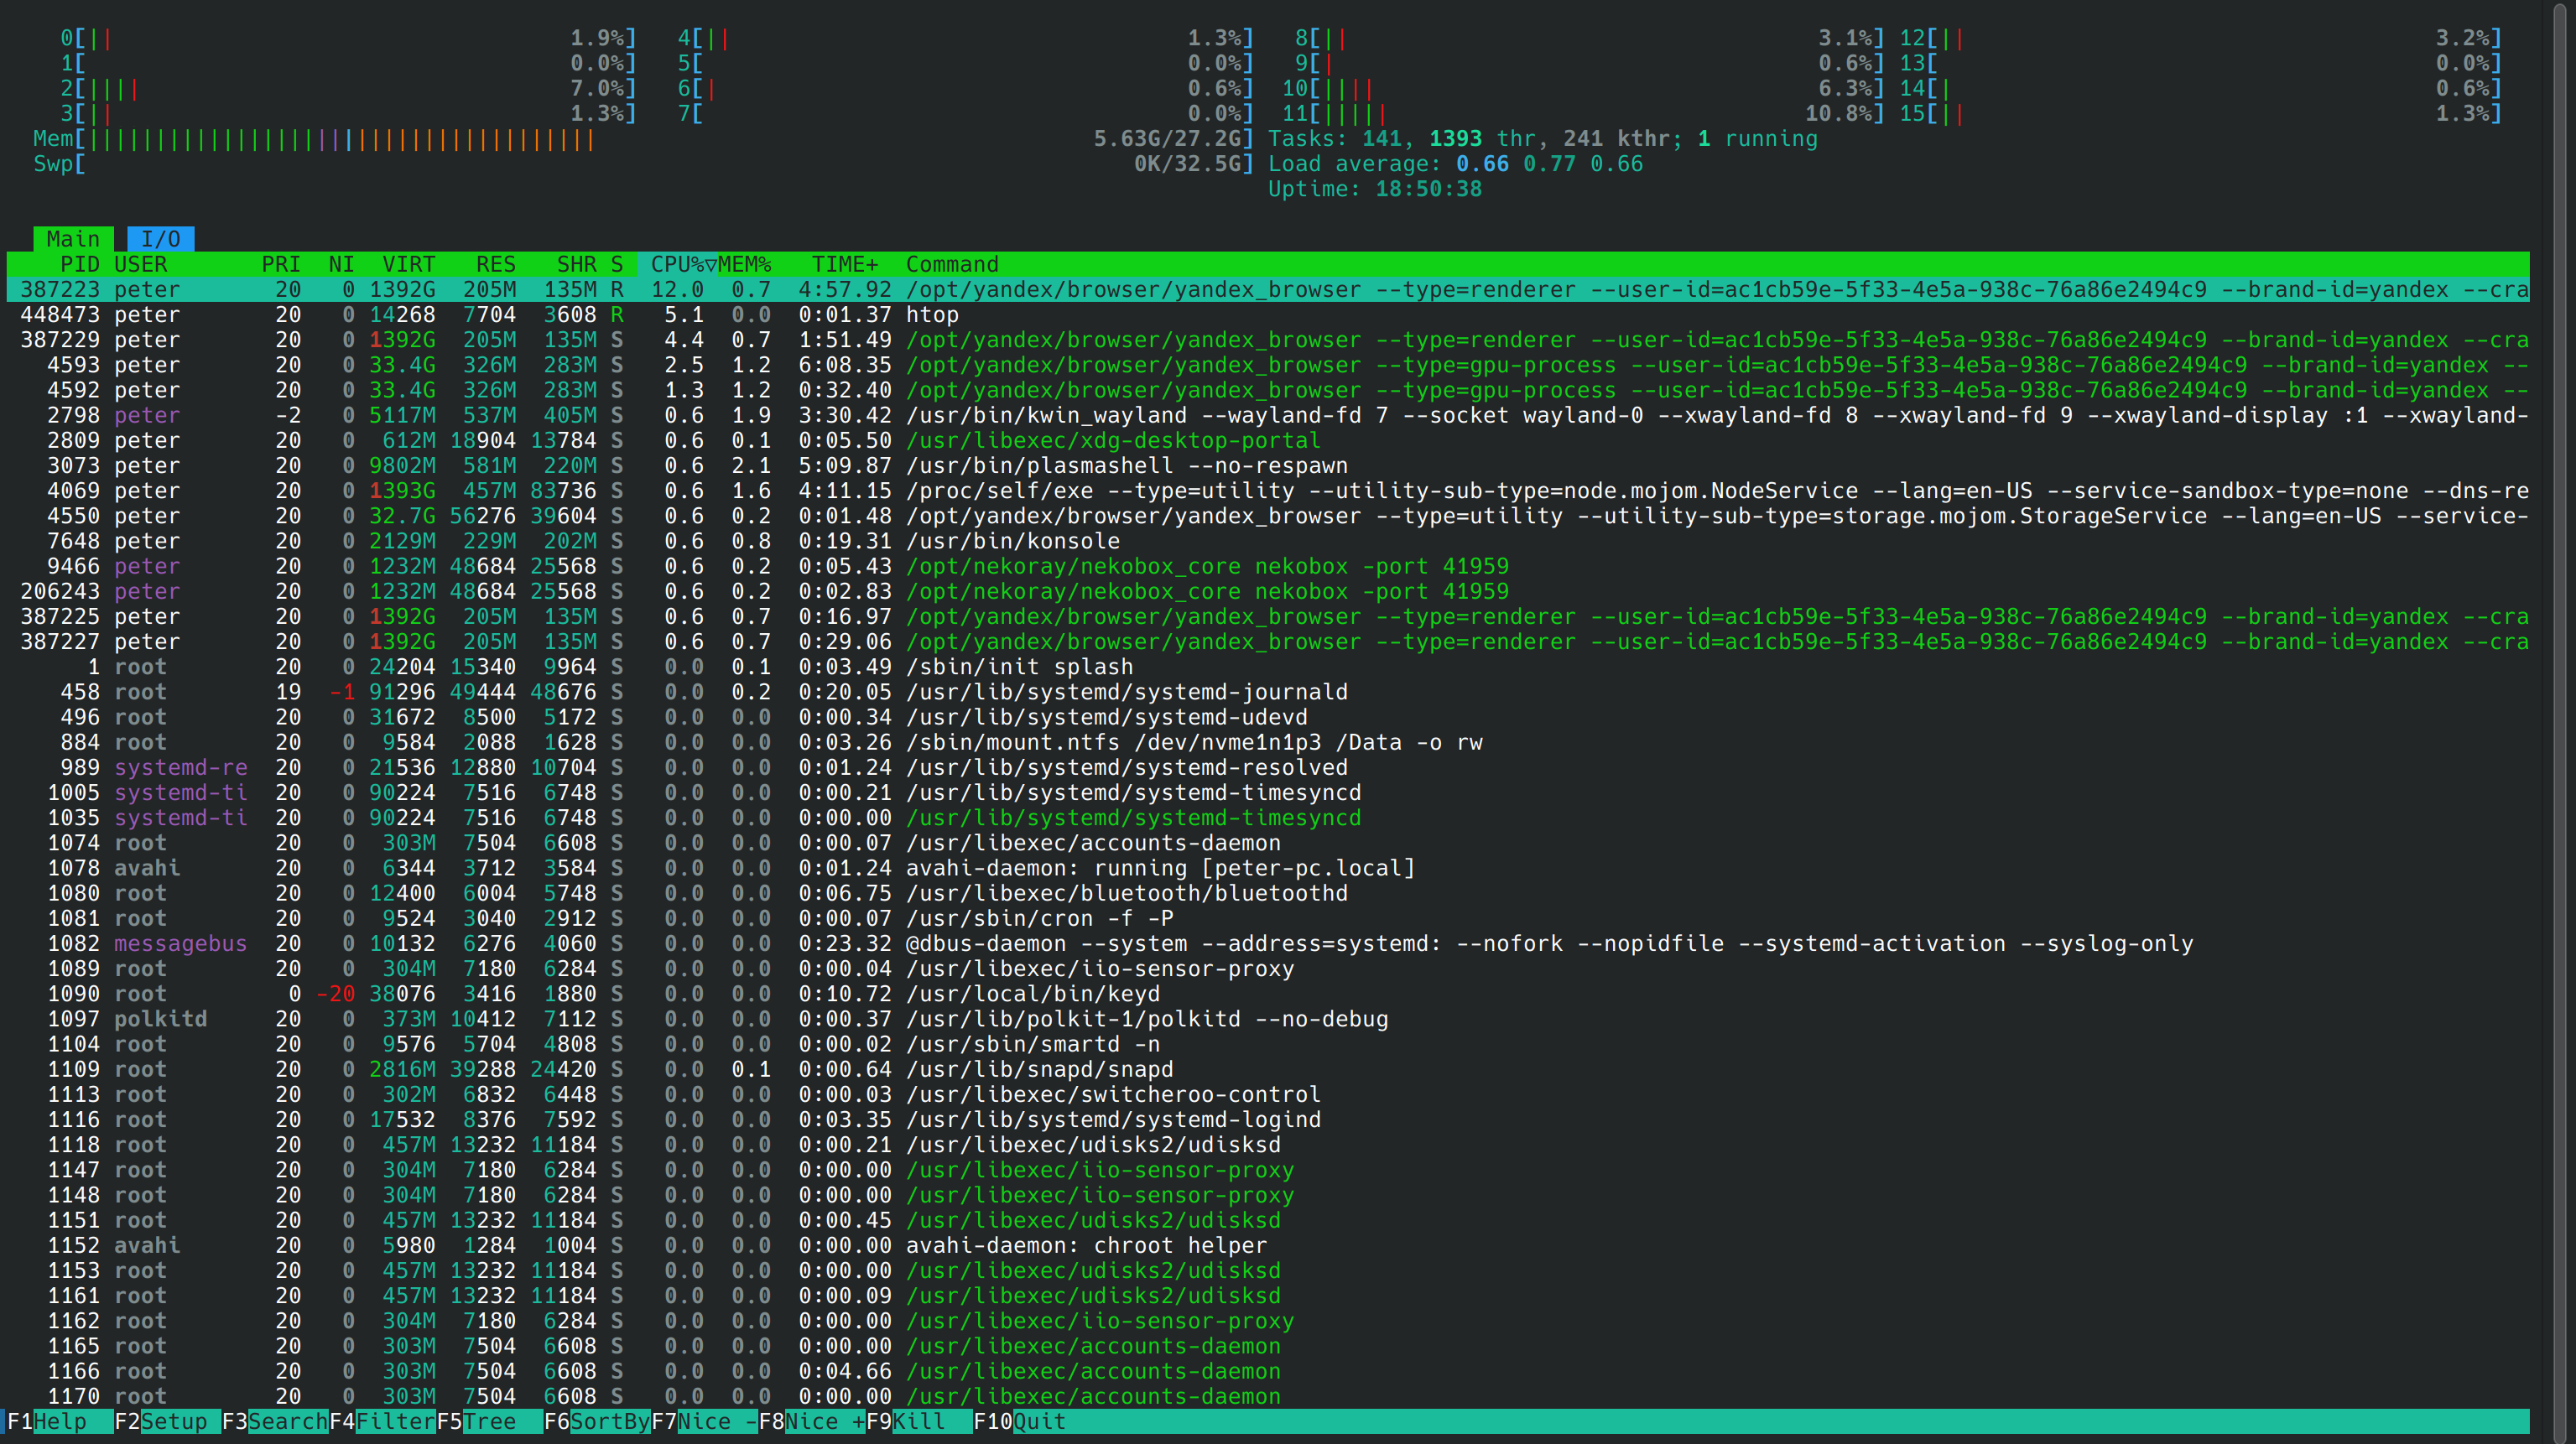 0[|| 1.9%] 4[|| 1.3%] 8[|| 3.1%] 12[|| 3.2%]
1[ 0.0%] 5[ 0.0%] 9[| 0.6%] 13[ 0.0%]
2[|||| 7.0%] 6[| 0.6%] 10[|||| 6.3%] 14[| 0.6%]
3[|| 1.3%] 7[ 0.0%] 11[||||| 10.8%] 15[|| 1.3%]
Mem[|||||||||||||||||||||||||||||||||||||| 5.63G/27.2G] Tasks: 141, 1393 thr, 241 kthr; 1 running
Swp[ 0K/32.5G] Load average: 0.66 0.77 0.66
Uptime: 18:50:38
Main I/O
PID USER PRI NI VIRT RES SHR S CPU%▽MEM% TIME+ Command
387223 peter 20 0 1392G 205M 135M R 12.0 0.7 4:57.92 /opt/yandex/browser/yandex_browser --type=renderer --user-id=ac1cb59e-5f33-4e5a-938c-76a86e2494c9 --brand-id=yandex --cra
448473 peter 20 0 14268 7704 3608 R 5.1 0.0 0:01.37 htop
387229 peter 20 0 1392G 205M 135M S 4.4 0.7 1:51.49 /opt/yandex/browser/yandex_browser --type=renderer --user-id=ac1cb59e-5f33-4e5a-938c-76a86e2494c9 --brand-id=yandex --cra
4593 peter 20 0 33.4G 326M 283M S 2.5 1.2 6:08.35 /opt/yandex/browser/yandex_browser --type=gpu-process --user-id=ac1cb59e-5f33-4e5a-938c-76a86e2494c9 --brand-id=yandex --
4592 peter 20 0 33.4G 326M 283M S 1.3 1.2 0:32.40 /opt/yandex/browser/yandex_browser --type=gpu-process --user-id=ac1cb59e-5f33-4e5a-938c-76a86e2494c9 --brand-id=yandex --
2798 peter -2 0 5117M 537M 405M S 0.6 1.9 3:30.42 /usr/bin/kwin_wayland --wayland-fd 7 --socket wayland-0 --xwayland-fd 8 --xwayland-fd 9 --xwayland-display :1 --xwayland-
2809 peter 20 0 612M 18904 13784 S 0.6 0.1 0:05.50 /usr/libexec/xdg-desktop-portal
3073 peter 20 0 9802M 581M 220M S 0.6 2.1 5:09.87 /usr/bin/plasmashell --no-respawn
4069 peter 20 0 1393G 457M 83736 S 0.6 1.6 4:11.15 /proc/self/exe --type=utility --utility-sub-type=node.mojom.NodeService --lang=en-US --service-sandbox-type=none --dns-re
4550 peter 20 0 32.7G 56276 39604 S 0.6 0.2 0:01.48 /opt/yandex/browser/yandex_browser --type=utility --utility-sub-type=storage.mojom.StorageService --lang=en-US --service-
7648 peter 20 0 2129M 229M 202M S 0.6 0.8 0:19.31 /usr/bin/konsole
9466 peter 20 0 1232M 48684 25568 S 0.6 0.2 0:05.43 /opt/nekoray/nekobox_core nekobox -port 41959
206243 peter 20 0 1232M 48684 25568 S 0.6 0.2 0:02.83 /opt/nekoray/nekobox_core nekobox -port 41959
387225 peter 20 0 1392G 205M 135M S 0.6 0.7 0:16.97 /opt/yandex/browser/yandex_browser --type=renderer --user-id=ac1cb59e-5f33-4e5a-938c-76a86e2494c9 --brand-id=yandex --cra
387227 peter 20 0 1392G 205M 135M S 0.6 0.7 0:29.06 /opt/yandex/browser/yandex_browser --type=renderer --user-id=ac1cb59e-5f33-4e5a-938c-76a86e2494c9 --brand-id=yandex --cra
1 root 20 0 24204 15340 9964 S 0.0 0.1 0:03.49 /sbin/init splash
458 root 19 -1 91296 49444 48676 S 0.0 0.2 0:20.05 /usr/lib/systemd/systemd-journald
496 root 20 0 31672 8500 5172 S 0.0 0.0 0:00.34 /usr/lib/systemd/systemd-udevd
884 root 20 0 9584 2088 1628 S 0.0 0.0 0:03.26 /sbin/mount.ntfs /dev/nvme1n1p3 /Data -o rw
989 systemd-re 20 0 21536 12880 10704 S 0.0 0.0 0:01.24 /usr/lib/systemd/systemd-resolved
1005 systemd-ti 20 0 90224 7516 6748 S 0.0 0.0 0:00.21 /usr/lib/systemd/systemd-timesyncd
1035 systemd-ti 20 0 90224 7516 6748 S 0.0 0.0 0:00.00 /usr/lib/systemd/systemd-timesyncd
1074 root 20 0 303M 7504 6608 S 0.0 0.0 0:00.07 /usr/libexec/accounts-daemon
1078 avahi 20 0 6344 3712 3584 S 0.0 0.0 0:01.24 avahi-daemon: running [peter-pc.local]
1080 root 20 0 12400 6004 5748 S 0.0 0.0 0:06.75 /usr/libexec/bluetooth/bluetoothd
1081 root 20 0 9524 3040 2912 S 0.0 0.0 0:00.07 /usr/sbin/cron -f -P
1082 messagebus 20 0 10132 6276 4060 S 0.0 0.0 0:23.32 @dbus-daemon --system --address=systemd: --nofork --nopidfile --systemd-activation --syslog-only
1089 root 20 0 304M 7180 6284 S 0.0 0.0 0:00.04 /usr/libexec/iio-sensor-proxy
1090 root 0 -20 38076 3416 1880 S 0.0 0.0 0:10.72 /usr/local/bin/keyd
1097 polkitd 20 0 373M 10412 7112 S 0.0 0.0 0:00.37 /usr/lib/polkit-1/polkitd --no-debug
1104 root 20 0 9576 5704 4808 S 0.0 0.0 0:00.02 /usr/sbin/smartd -n
1109 root 20 0 2816M 39288 24420 S 0.0 0.1 0:00.64 /usr/lib/snapd/snapd
1113 root 20 0 302M 6832 6448 S 0.0 0.0 0:00.03 /usr/libexec/switcheroo-control
1116 root 20 0 17532 8376 7592 S 0.0 0.0 0:03.35 /usr/lib/systemd/systemd-logind
1118 root 20 0 457M 13232 11184 S 0.0 0.0 0:00.21 /usr/libexec/udisks2/udisksd
1147 root 20 0 304M 7180 6284 S 0.0 0.0 0:00.00 /usr/libexec/iio-sensor-proxy
1148 root 20 0 304M 7180 6284 S 0.0 0.0 0:00.00 /usr/libexec/iio-sensor-proxy
1151 root 20 0 457M 13232 11184 S 0.0 0.0 0:00.45 /usr/libexec/udisks2/udisksd
1152 avahi 20 0 5980 1284 1004 S 0.0 0.0 0:00.00 avahi-daemon: chroot helper
1153 root 20 0 457M 13232 11184 S 0.0 0.0 0:00.00 /usr/libexec/udisks2/udisksd
1161 root 20 0 457M 13232 11184 S 0.0 0.0 0:00.09 /usr/libexec/udisks2/udisksd
1162 root 20 0 304M 7180 6284 S 0.0 0.0 0:00.00 /usr/libexec/iio-sensor-proxy
1165 root 20 0 303M 7504 6608 S 0.0 0.0 0:00.00 /usr/libexec/accounts-daemon
1166 root 20 0 303M 7504 6608 S 0.0 0.0 0:04.66 /usr/libexec/accounts-daemon
1170 root 20 0 303M 7504 6608 S 0.0 0.0 0:00.00 /usr/libexec/accounts-daemon
F1Help F2Setup F3SearchF4FilterF5Tree F6SortByF7Nice -F8Nice +F9Kill F10Quit